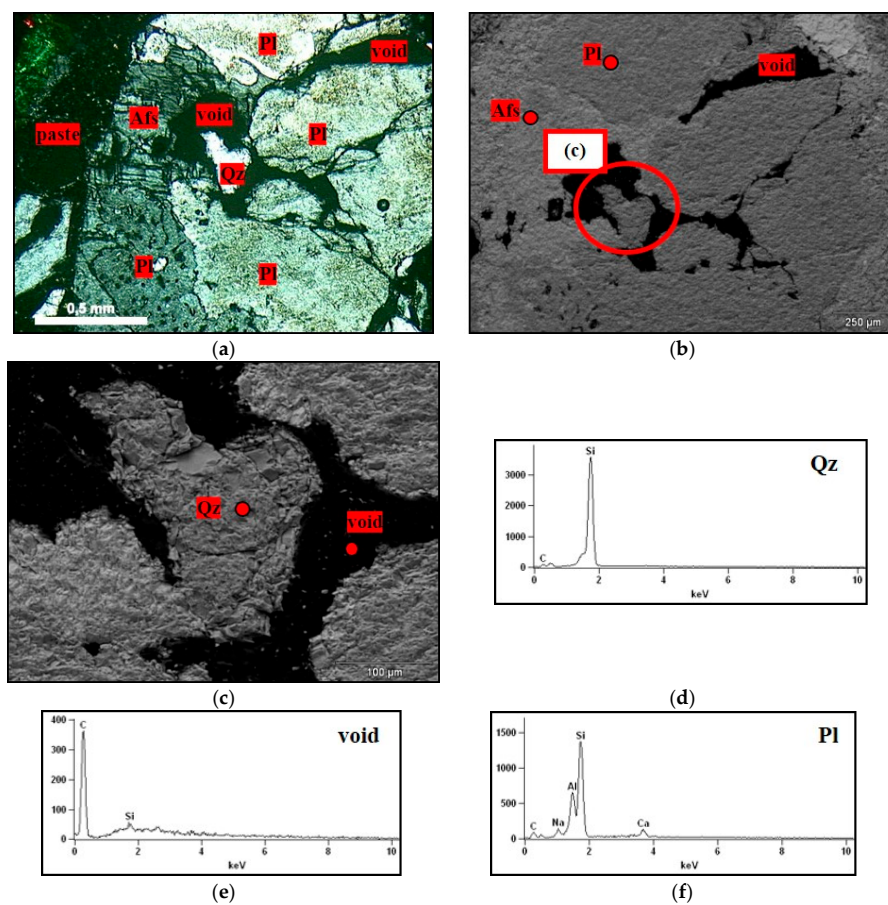 Pl
void
Afs
void
Pl
paste
Qz
Pl
Pl
0,5 mm
(a)
Pl
void
Afs
(c)
250 µm
(b)
Qz
void
100 µm
(c)
Qz
Si
3000
2000
1000
C
0
0 2 4 6 8 10
keV
(d)
void
400
C
300
200
100
Si
0
0 2 4 6 8 10
keV
(e)
Pl
1500
Si
1000
Al
500
C
Na
Ca
0
0 2 4 6 8 10
keV
(f)